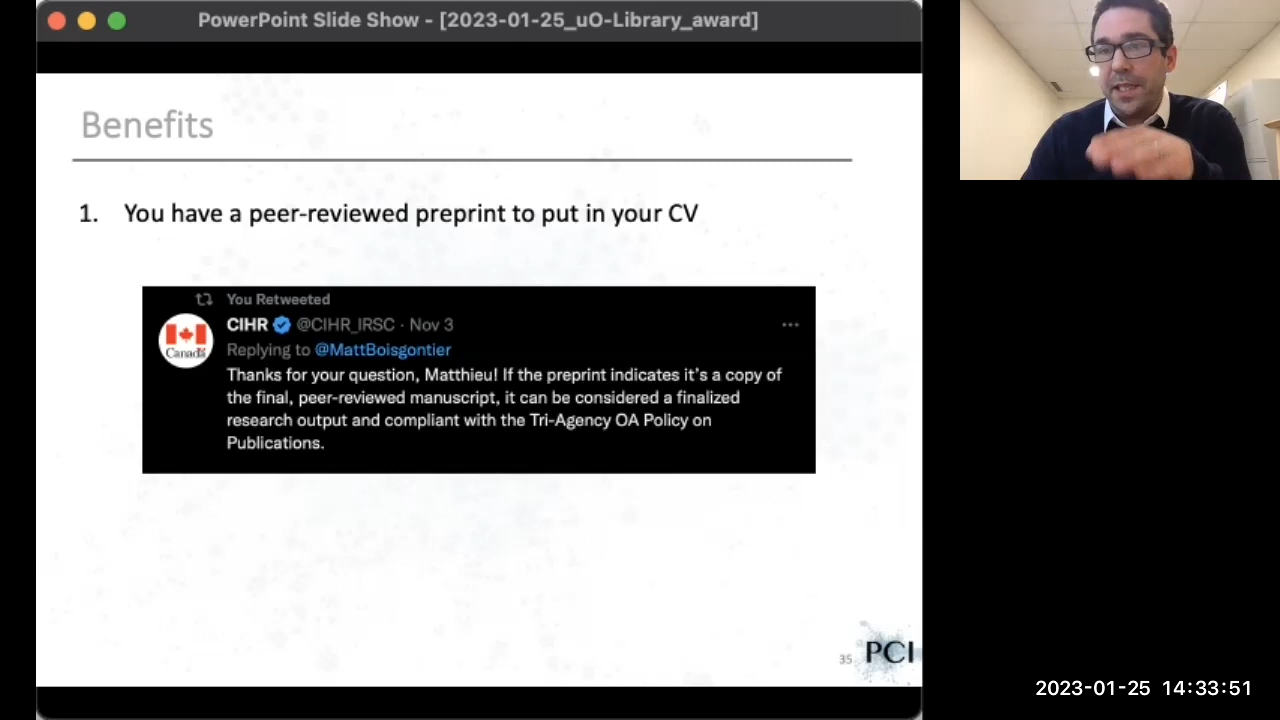 PowerPoint Slide Show - [2023-01-25_uO-Library_award]
Benefits
1. You have a peer-reviewed preprint to put in your CV
You Retweeted
CIHR @CIHR_IRSC · Nov 3
Replying to @MattBoisgontier
Thanks for your question, Matthieu! If the preprint indicates it's a copy of
the final, peer-reviewed manuscript, it can be considered a finalized
research output and compliant with the Tri-Agency OA Policy on
Publications.
Canada
35
PCI
2023-01-25 14:33:51